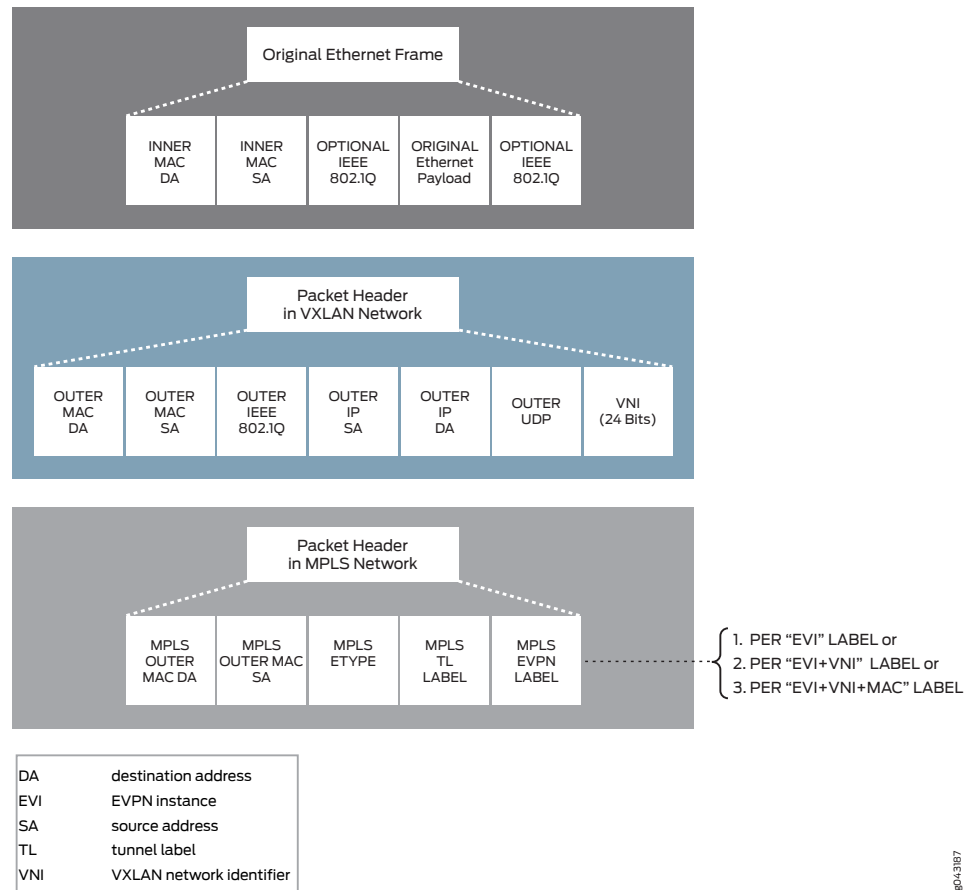 Original Ethernet Frame
INNER
MAC
DA
INNER
MAC
SA
OPTIONAL
IEEE
802.1Q
ORIGINAL
Ethernet
Payload
OPTIONAL
IEEE
802.1Q
Packet Header
in VXLAN Network
OUTER
MAC
DA
OUTER
MAC
SA
OUTER
IEEE
802.1Q
OUTER
IP
SA
OUTER
IP
DA
OUTER
UDP
VNI
(24 Bits)
Packet Header
in MPLS Network
MPLS
OUTER
MAC DA
MPLS
OUTER MAC
SA
MPLS
ETYPE
MPLS
TL
LABEL
MPLS
EVPN
LABEL
1. PER “EVI” LABEL or
2. PER “EVI+VNI” LABEL or
3. PER “EVI+VNI+MAC” LABEL
DA destination address
EVI EVPN instance
SA source address
TL tunnel label
VNI VXLAN network identifier
g043187